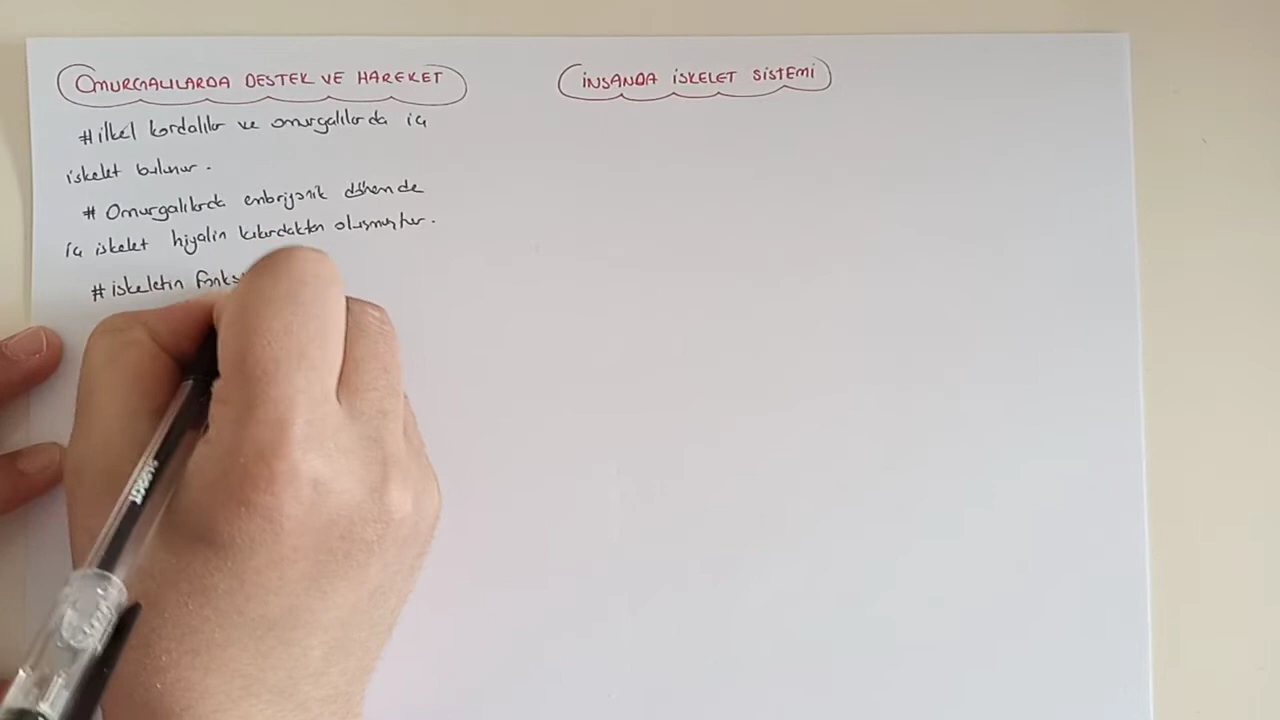 OMURGALILARDA DESTEK VE HAREKET
#ilkel kordalılar ve omurgalılarda iç
iskelet bulunur.
# Omurgalılarda embriyonik dönemde
iç iskelet hiyalin kıkırdaktan oluşmuştur.
#iskeletin fonks
İNSANDA İSKELET SİSTEMİ